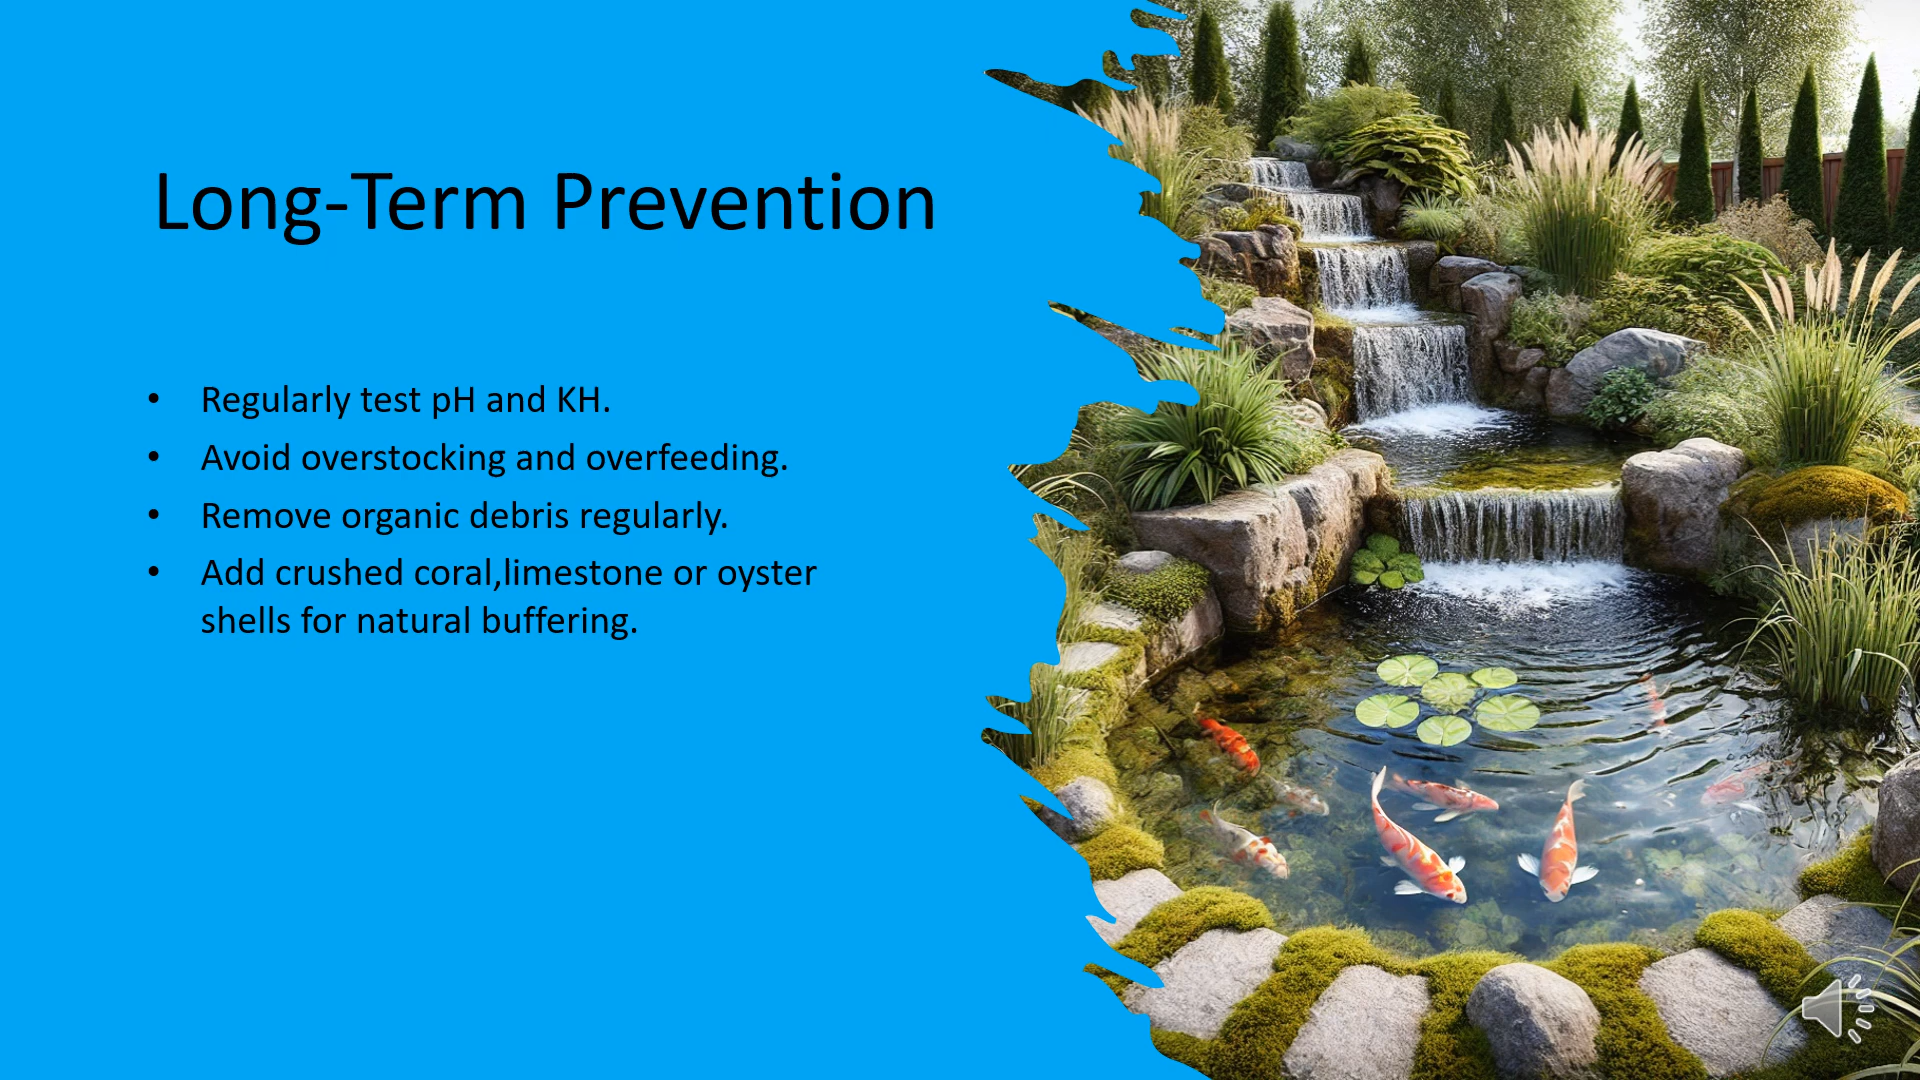 Long-Term Prevention
• Regularly test pH and KH.
• Avoid overstocking and overfeeding.
• Remove organic debris regularly.
• Add crushed coral,limestone or oyster
shells for natural buffering.